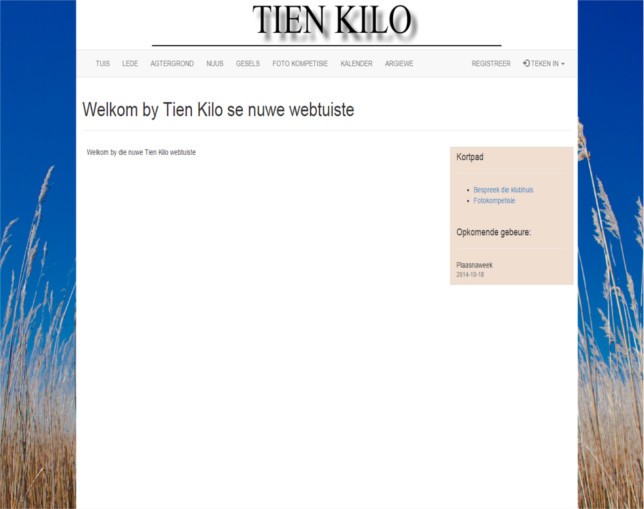 TIEN KILO
TUIS LEDE AGTERGROND NUUS GESELS FOTO KOMPETISIE KALENDER ARGIEWE REGISTREER TEKEN IN
Welkom by Tien Kilo se nuwe webtuiste
Welkom by die nuwe Tien Kilo webtuiste
Kortpad
Bespreek die klubhuis
Fotokompetisie
Opkomende gebeure:
Plaasnaweek
2014-10-18